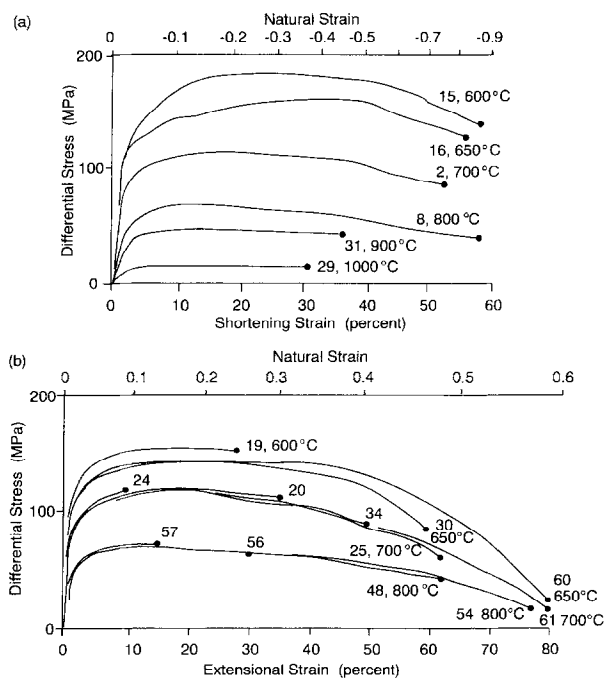 (a)
Natural Strain
0 -0.1 -0.2 -0.3 -0.4 -0.5 -0.7 -0.9
200
100
0
Differential Stress (MPa)
15, 600°C
16, 650°C
2, 700°C
8, 800°C
31, 900°C
29, 1000°C
0 10 20 30 40 50 60
Shortening Strain (percent)
(b)
Natural Strain
0 0.1 0.2 0.3 0.4 0.5 0.6
200
100
0
Differential Stress (MPa)
19, 600°C
24
20
34
30
650°C
57
56
25, 700°C
48, 800°C
60
650°C
54 800°C
61 700°C
0 10 20 30 40 50 60 70 80
Extensional Strain (percent)